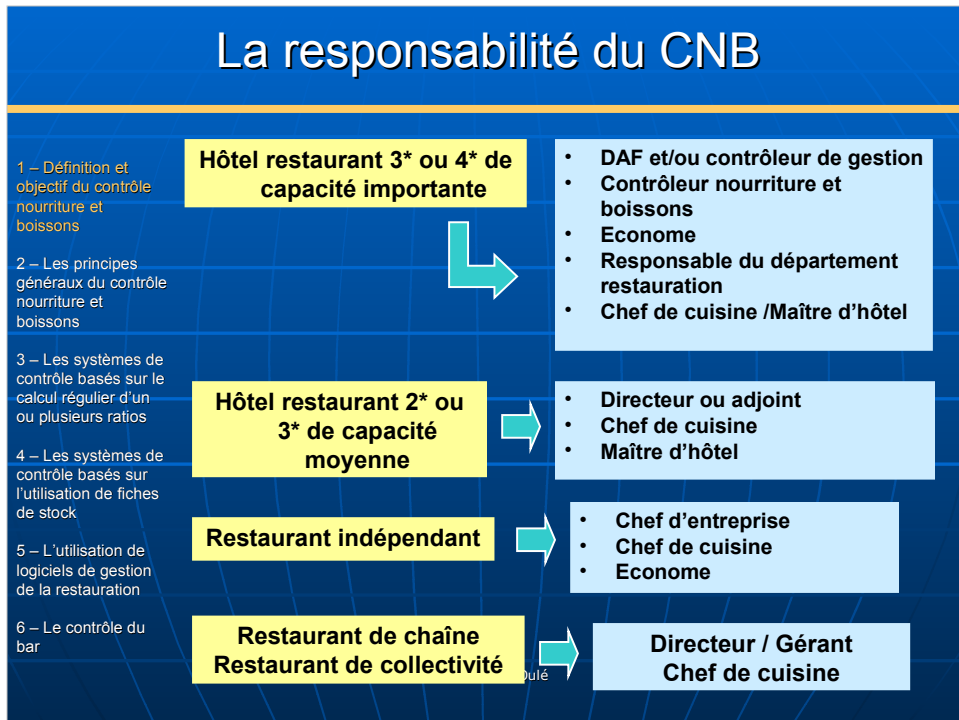 La responsabilité du CNB
1 – Définition et
objectif du contrôle
nourriture et
boissons
2 – Les principes
généraux du contrôle
nourriture et
boissons
3 – Les systèmes de
contrôle basés sur le
calcul régulier d'un
ou plusieurs ratios
4 – Les systèmes de
contrôle basés sur
l'utilisation de fiches
de stock
5 – L'utilisation de
logiciels de gestion
de la restauration
6 – Le contrôle du
bar
Hôtel restaurant 3* ou 4* de
capacité importante
• DAF et/ou contrôleur de gestion
• Contrôleur nourriture et
boissons
• Econome
• Responsable du département
restauration
• Chef de cuisine /Maître d'hôtel
Hôtel restaurant 2* ou
3* de capacité
moyenne
• Directeur ou adjoint
• Chef de cuisine
• Maître d'hôtel
Restaurant indépendant
• Chef d'entreprise
• Chef de cuisine
• Econome
Restaurant de chaîne
Restaurant de collectivité
Directeur / Gérant
Chef de cuisine